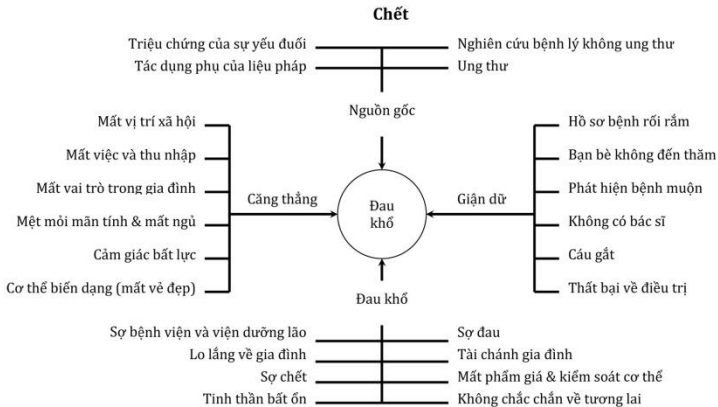 Chết
Triệu chứng của sự yếu đuối
Nghiên cứu bệnh lý không ung thư
Tác dụng phụ của liệu pháp
Ung thư
Nguồn gốc
Mất vị trí xã hội
Mất việc và thu nhập
Mất vai trò trong gia đình
Mệt mỏi mãn tính & mất ngủ
Cảm giác bất lực
Cơ thể biến dạng (mất vẻ đẹp)
Căng thẳng
Đau
khổ
Giận dữ
Hồ sơ bệnh rối rắm
Bạn bè không đến thăm
Phát hiện bệnh muộn
Không có bác sĩ
Cáu gắt
Thất bại về điều trị
Đau khổ
Sợ bệnh viện và viện dưỡng lão
Sợ đau
Lo lắng về gia đình
Tài chánh gia đình
Sợ chết
Mất phẩm giá & kiểm soát cơ thể
Tinh thần bất ổn
Không chắc chắn về tương lai